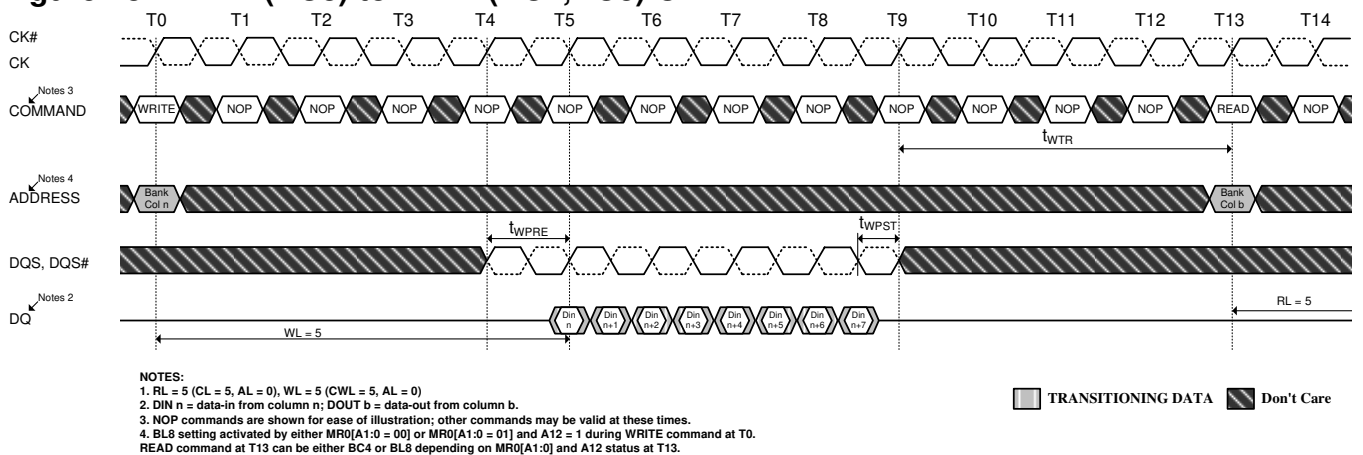 T0 T1 T2 T3 T4 T5 T6 T7 T8 T9 T10 T11 T12 T13 T14
CK#
CK
Notes 3
COMMAND
WRITE NOP NOP NOP NOP NOP NOP NOP NOP NOP NOP NOP NOP READ NOP
tWTR
Notes 4
ADDRESS
Bank
Col n
Bank
Col b
tWPRE
tWPST
DQS, DQS#
Notes 2
DQ
Din
n
Din
n+1
Din
n+2
Din
n+3
Din
n+4
Din
n+5
Din
n+6
Din
n+7
RL = 5
WL = 5
NOTES:
1. RL = 5 (CL = 5, AL = 0), WL = 5 (CWL = 5, AL = 0)
2. DIN n = data-in from column n; DOUT b = data-out from column b.
3. NOP commands are shown for ease of illustration; other commands may be valid at these times.
4. BL8 setting activated by either MR0[A1:0 = 00] or MR0[A1:0 = 01] and A12 = 1 during WRITE command at T0.
READ command at T13 can be either BC4 or BL8 depending on MR0[A1:0] and A12 status at T13.
TRANSITIONING DATA
Don't Care